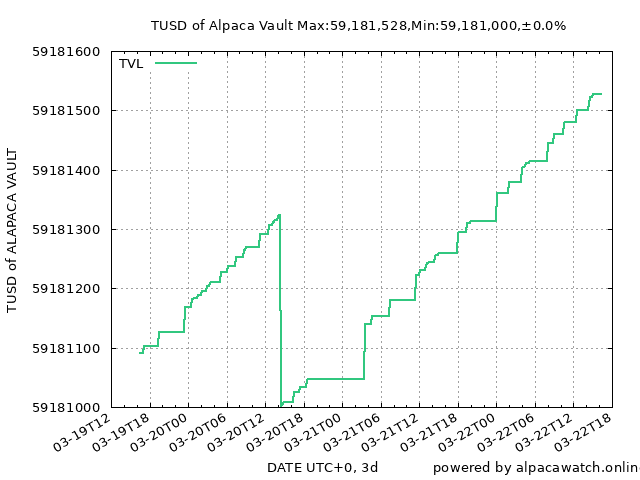 TUSD of Alpaca Vault Max:59,181,528,Min:59,181,000,±0.0%
TVL
59181600
59181500
59181400
59181300
59181200
59181100
59181000
TUSD of ALAPACA VAULT
03-19T12
03-19T18
03-20T00
03-20T06
03-20T12
03-20T18
03-21T00
03-21T06
03-21T12
03-21T18
03-22T00
03-22T06
03-22T12
03-22T18
DATE UTC+0, 3d
powered by alpacawatch.onlin